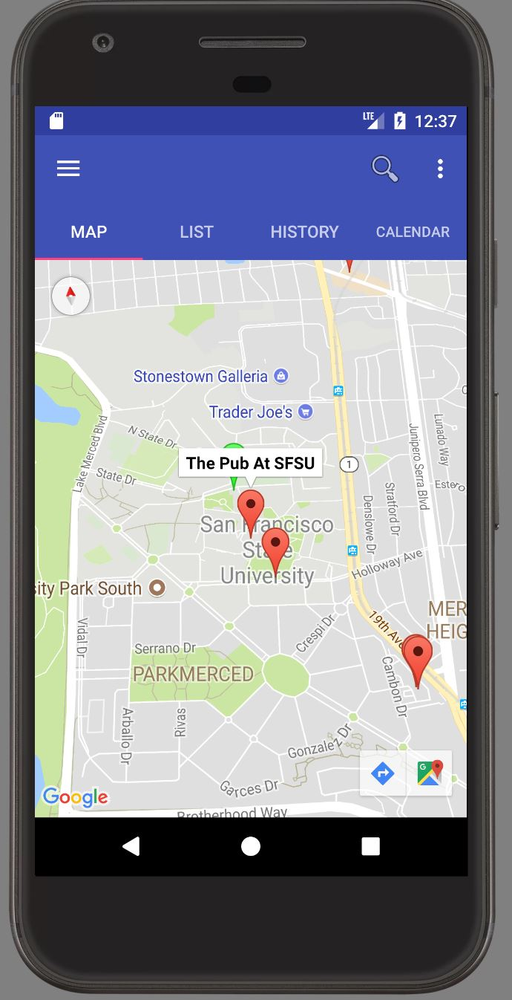 LTE 12:37
MAP LIST HISTORY CALENDAR
Stonestown Galleria
Trader Joe's
N State Dr
Lake Merced Blvd
State Dr
The Pub At SFSU
1
Junipero Serra Blvd
Lunado Way
Estero
Stratford Dr
Denslowe Dr
San Francisco
State
University
Holloway Ave
sity Park South
MER
HEIG
19th Ave
Vidal Dr
Crespi Dr
Serrano Dr
PARKMERCED
Cambon Dr
Arballo Dr
Rivas
Gonzalez Dr
G
Garces Dr
Google
Brotherhood Way